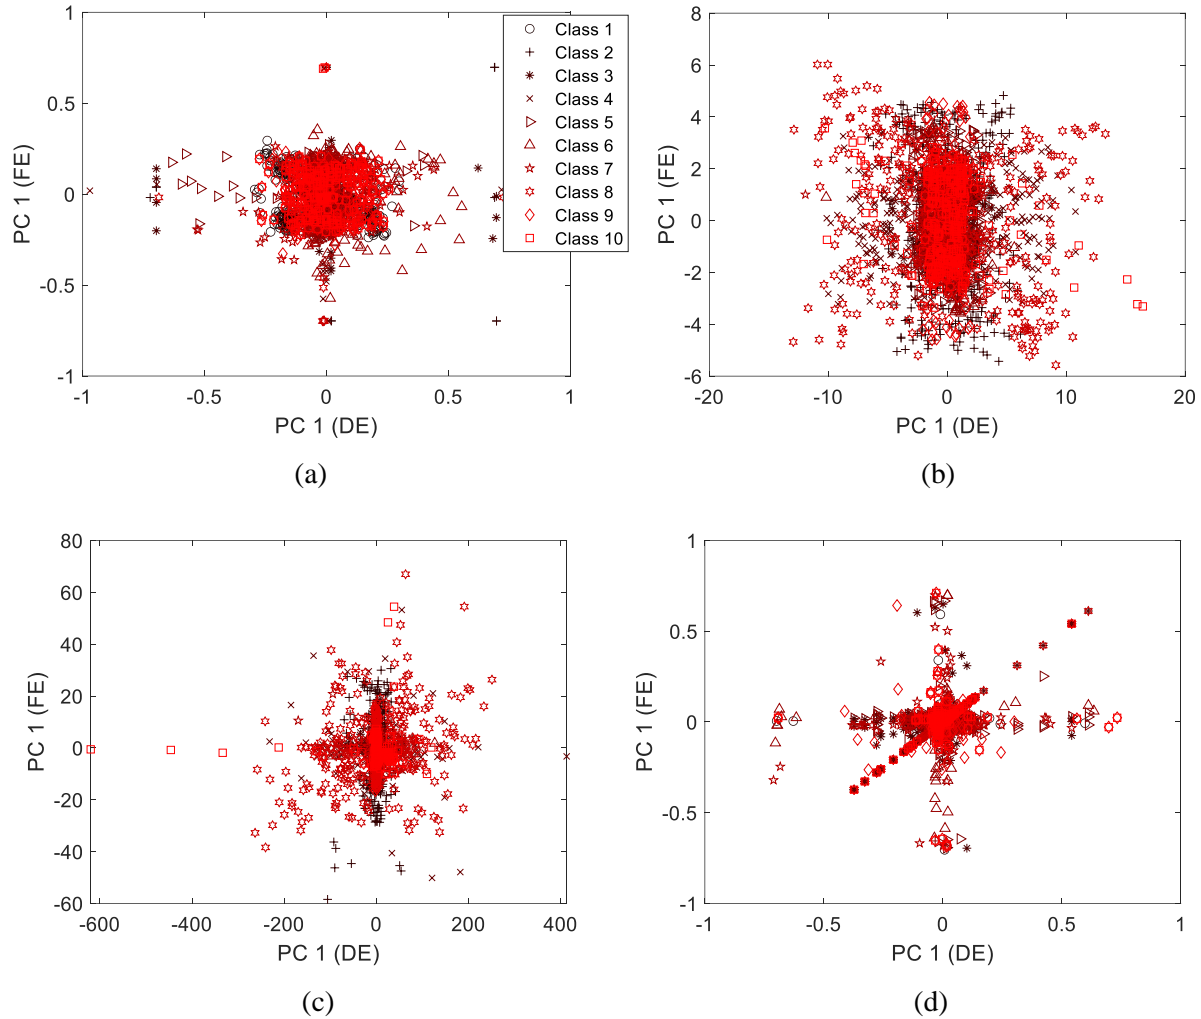 1
0.5
0
-0.5
-1
-1
-0.5
0
0.5
1
PC 1 (FE)
PC 1 (DE)
Class 1
Class 2
Class 3
Class 4
Class 5
Class 6
Class 7
Class 8
Class 9
Class 10
(a)
8
6
4
2
0
-2
-4
-6
-20
-10
0
10
20
PC 1 (FE)
PC 1 (DE)
(b)
80
60
40
20
0
-20
-40
-60
-600
-400
-200
0
200
400
PC 1 (FE)
PC 1 (DE)
(c)
1
0.5
0
-0.5
-1
-1
-0.5
0
0.5
1
PC 1 (FE)
PC 1 (DE)
(d)